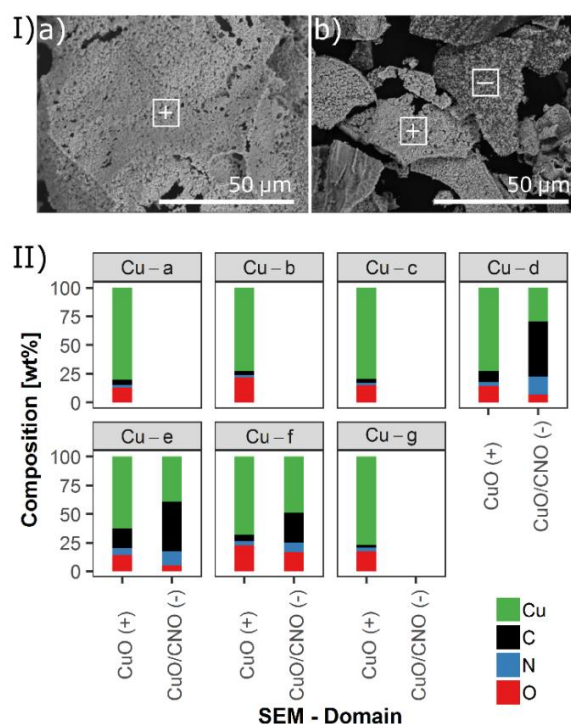 I) a) b)
+ + −
50 μm 50 μm
II)
Cu – a Cu – b Cu – c Cu – d
100
75
50
25
0
Cu – e Cu – f Cu – g
100
75
50
25
0
Composition [wt%]
CuO (+) CuO/CNO (-)
CuO (+) CuO/CNO (-) CuO (+) CuO/CNO (-) CuO (+) CuO/CNO (-)
Cu
C
N
O
SEM - Domain